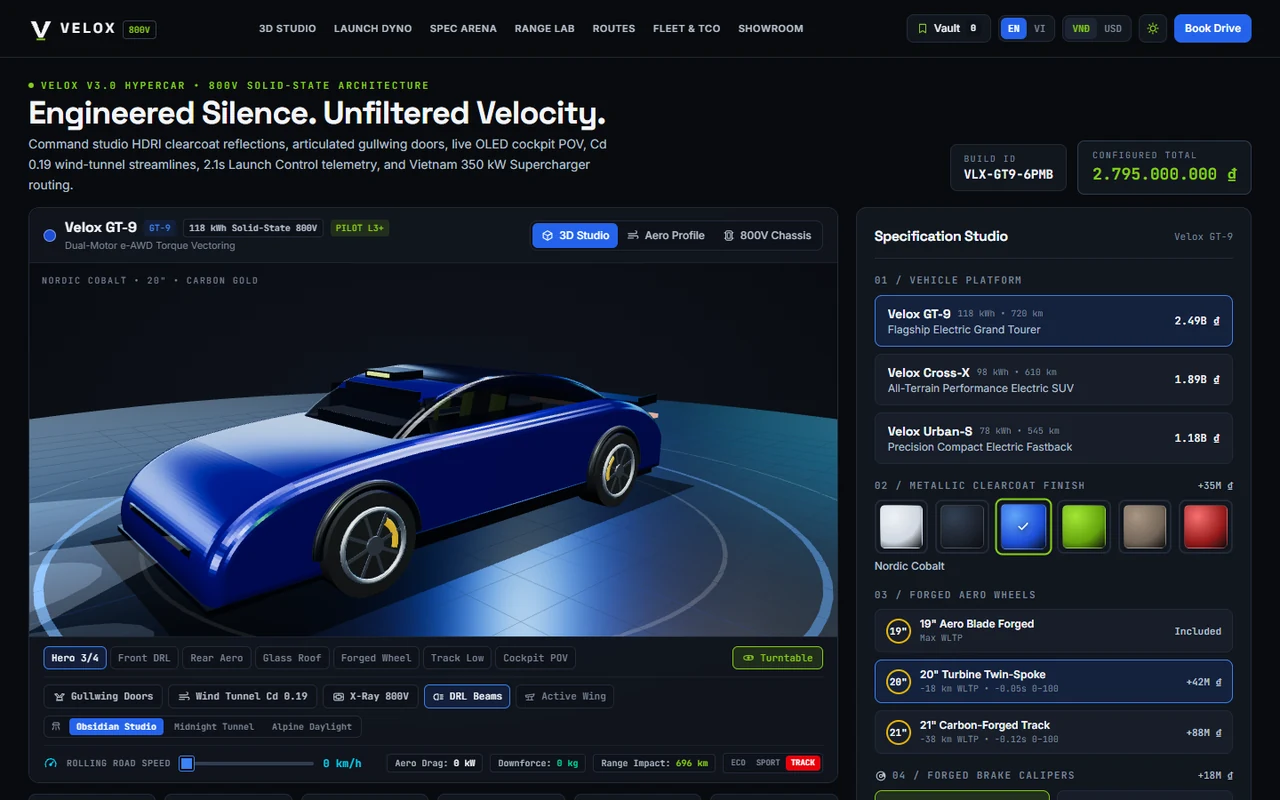 VELOX 800V
3D STUDIO LAUNCH DYNO SPEC ARENA RANGE LAB ROUTES FLEET & TCO SHOWROOM
Vault 0
EN VI
VNĐ USD
Book Drive
VELOX V3.0 HYPERCAR • 800V SOLID-STATE ARCHITECTURE
Engineered Silence. Unfiltered Velocity.
Command studio HDRI clearcoat reflections, articulated gullwing doors, live OLED cockpit POV, Cd
0.19 wind-tunnel streamlines, 2.1s Launch Control telemetry, and Vietnam 350 kW Supercharger
routing.
BUILD ID
VLX-GT9-6PMB
CONFIGURED TOTAL
2.795.000.000 ₫
Velox GT-9 GT-9 118 kWh Solid-State 800V PILOT L3+
Dual-Motor e-AWD Torque Vectoring
3D Studio Aero Profile 800V Chassis
NORDIC COBALT • 20" • CARBON GOLD
Hero 3/4 Front DRL Rear Aero Glass Roof Forged Wheel Track Low Cockpit POV Turntable
Gullwing Doors Wind Tunnel Cd 0.19 X-Ray 800V DRL Beams Active Wing
Obsidian Studio Midnight Tunnel Alpine Daylight
ROLLING ROAD SPEED 0 km/h
Aero Drag: 0 kW Downforce: 0 kg Range Impact: 696 km ECO SPORT TRACK
Specification Studio Velox GT-9
01 / VEHICLE PLATFORM
Velox GT-9 118 kWh • 720 km
Flagship Electric Grand Tourer
2.49B ₫
Velox Cross-X 98 kWh • 610 km
All-Terrain Performance Electric SUV
1.89B ₫
Velox Urban-S 78 kWh • 545 km
Precision Compact Electric Fastback
1.18B ₫
02 / METALLIC CLEARCOAT FINISH +35M ₫
Nordic Cobalt
03 / FORGED AERO WHEELS
19" 19" Aero Blade Forged
Max WLTP
Included
20" 20" Turbine Twin-Spoke
-18 km WLTP • -0.05s 0-100
+42M ₫
21" 21" Carbon-Forged Track
-38 km WLTP • -0.12s 0-100
+88M ₫
04 / FORGED BRAKE CALIPERS +18M ₫